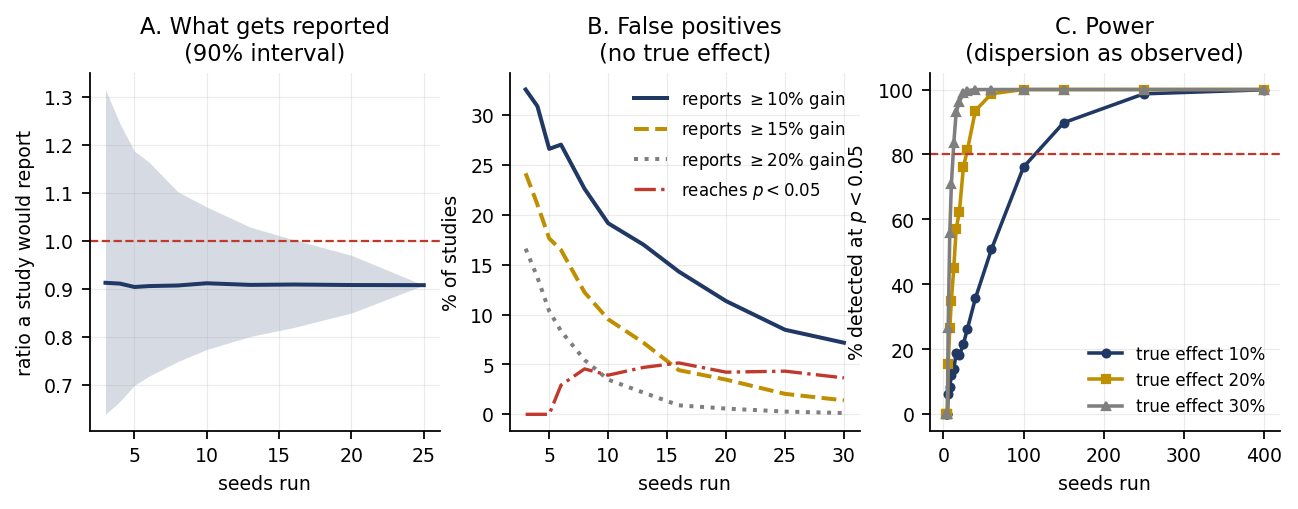 A. What gets reported
(90% interval)
ratio a study would report
1.3
1.2
1.1
1.0
0.9
0.8
0.7
5
10
15
20
25
seeds run
B. False positives
(no true effect)
% of studies
30
25
20
15
10
5
0
reports ≥10% gain
reports ≥15% gain
reports ≥20% gain
reaches p < 0.05
5
10
15
20
25
30
seeds run
C. Power
(dispersion as observed)
% detected at p < 0.05
100
80
60
40
20
0
true effect 10%
true effect 20%
true effect 30%
0
100
200
300
400
seeds run